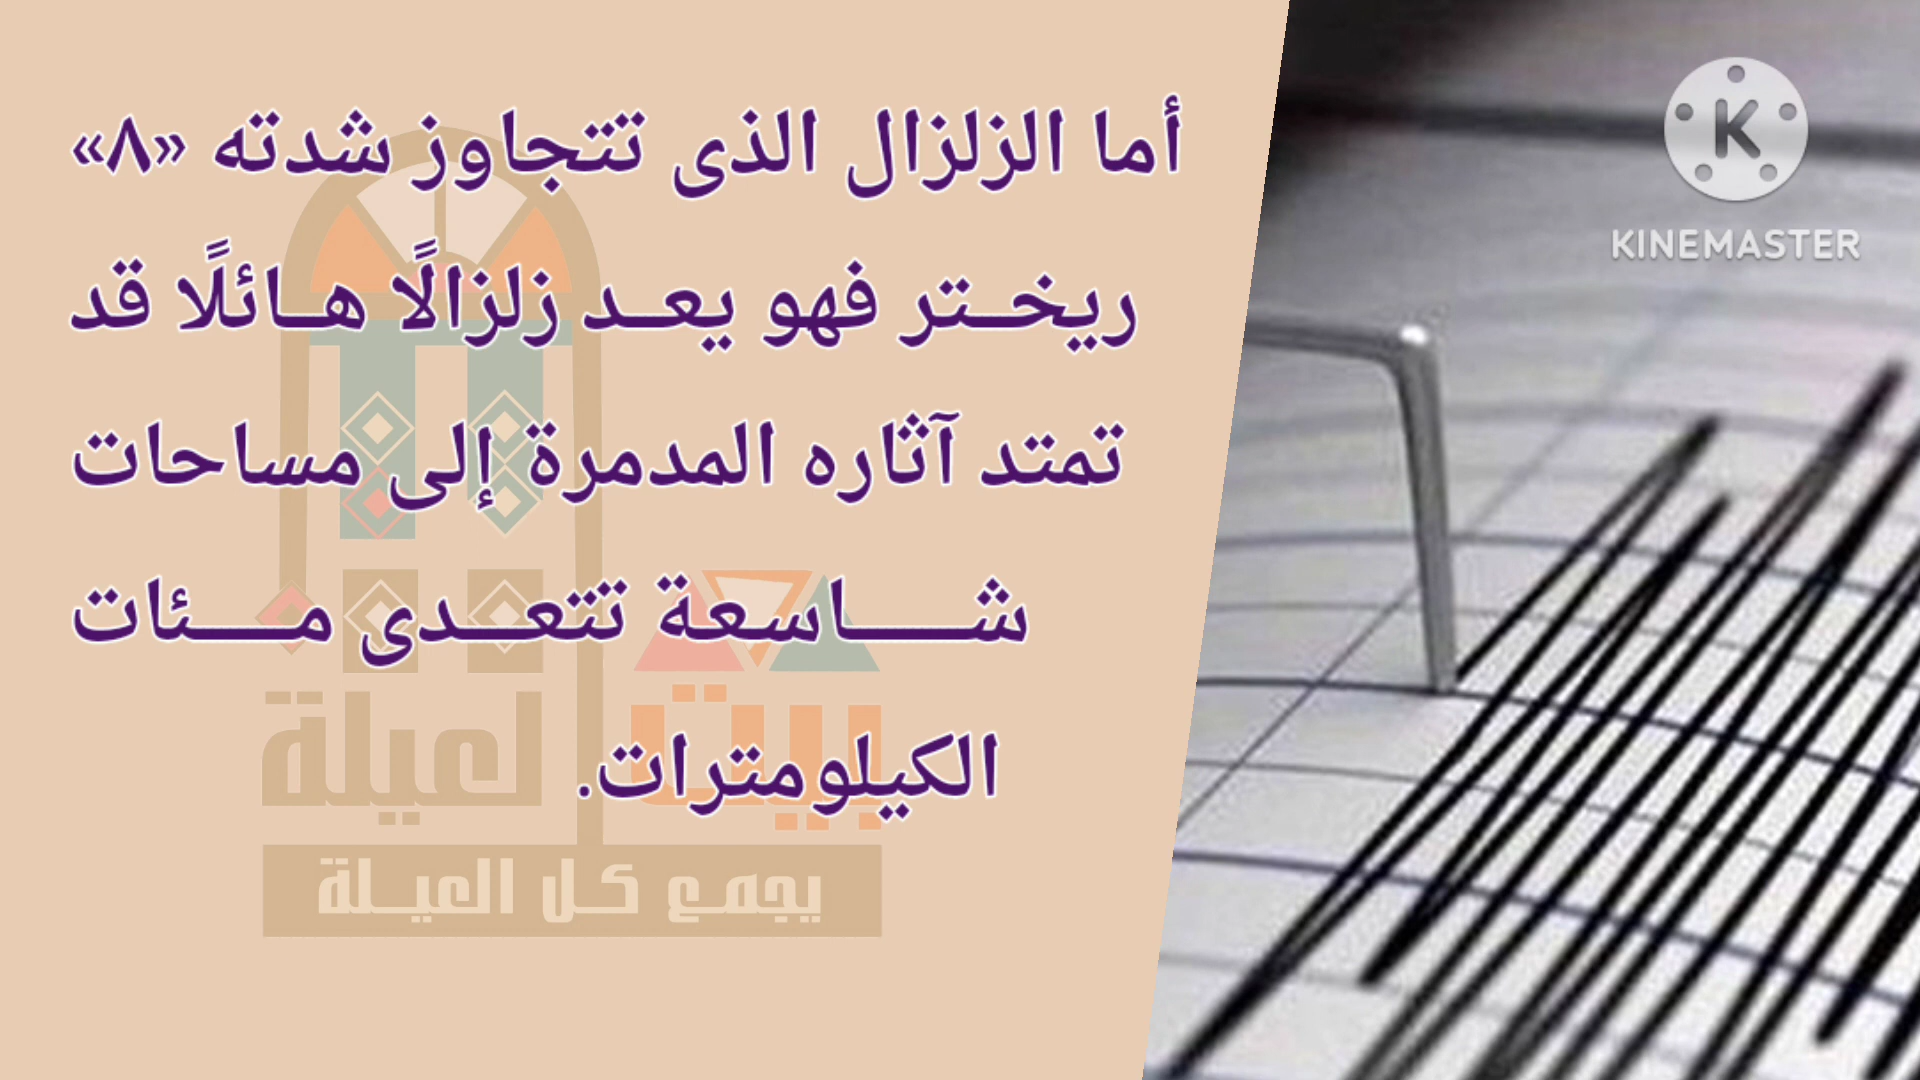 أما الزلزال الذى تتجاوز شدته «٨»
ريختر فهو يعد زلزالًا هائلًا قد
تمتد آثاره المدمرة إلى مساحات
شاسعة تتعدى مئات
الكيلومترات.
بيت لعيلة
يجمع كل العيلة
K
KINEMASTER